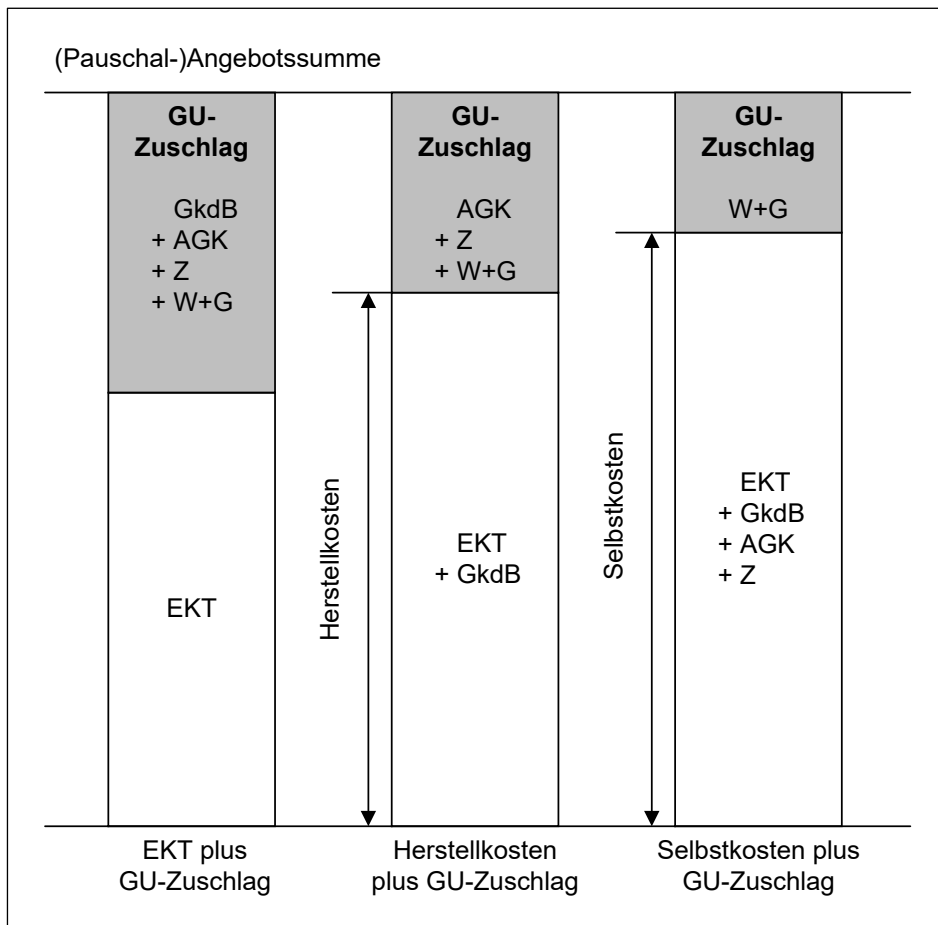 (Pauschal-)Angebotssumme
GU-
Zuschlag
GkdB
+ AGK
+ Z
+ W+G
EKT
EKT plus
GU-Zuschlag
GU-
Zuschlag
AGK
+ Z
+ W+G
Herstellkosten
EKT
+ GkdB
Herstellkosten
plus GU-Zuschlag
GU-
Zuschlag
W+G
Selbstkosten
EKT
+ GkdB
+ AGK
+ Z
Selbstkosten plus
GU-Zuschlag